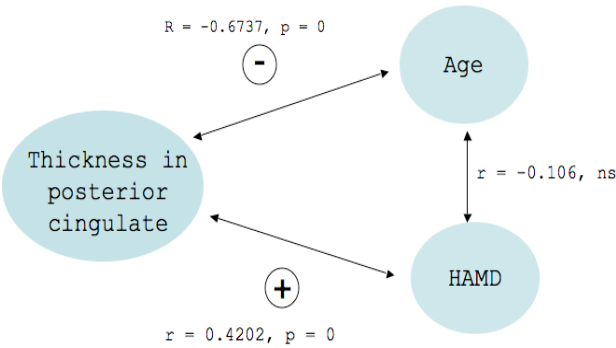 R = -0.6737, p = 0
-
Age
Thickness in
posterior
cingulate
r = -0.106, ns
HAMD
+
r = 0.4202, p = 0